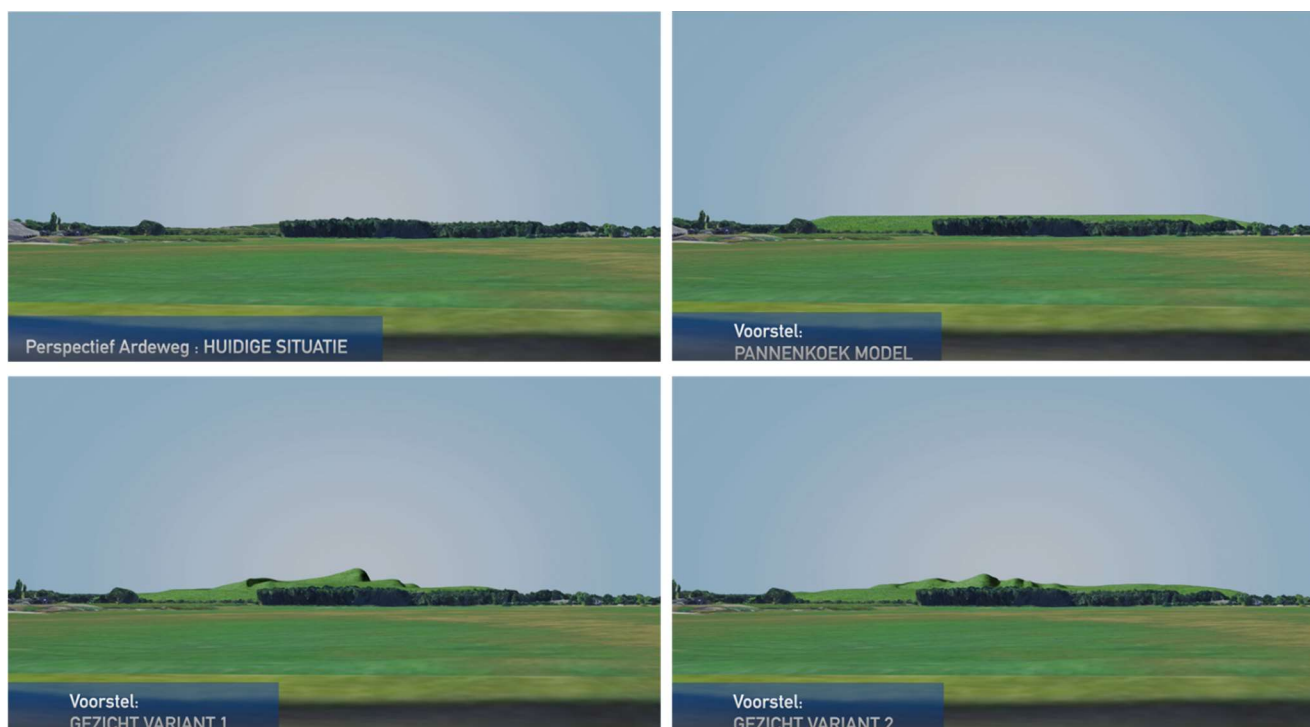 Perspectief Ardeweg : HUIDIGE SITUATIE
Voorstel:
PANNENKOEK MODEL
Voorstel:
GEZICHT VARIANT 1
Voorstel:
GEZICHT VARIANT 2